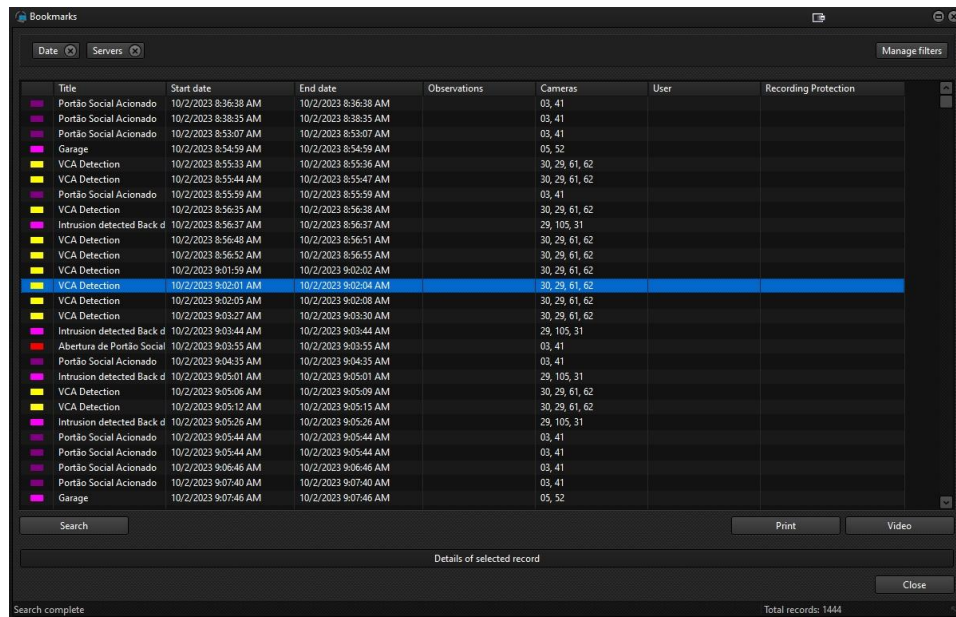 Bookmarks
Date Servers Manage filters
Title Start date End date Observations Cameras User Recording Protection
Portão Social Acionado 10/2/2023 8:36:38 AM 10/2/2023 8:36:38 AM 03, 41
Portão Social Acionado 10/2/2023 8:38:35 AM 10/2/2023 8:38:35 AM 03, 41
Portão Social Acionado 10/2/2023 8:53:07 AM 10/2/2023 8:53:07 AM 03, 41
Garage 10/2/2023 8:54:59 AM 10/2/2023 8:54:59 AM 05, 52
VCA Detection 10/2/2023 8:55:33 AM 10/2/2023 8:55:36 AM 30, 29, 61, 62
VCA Detection 10/2/2023 8:55:44 AM 10/2/2023 8:55:47 AM 30, 29, 61, 62
Portão Social Acionado 10/2/2023 8:55:59 AM 10/2/2023 8:55:59 AM 03, 41
VCA Detection 10/2/2023 8:56:35 AM 10/2/2023 8:56:38 AM 30, 29, 61, 62
Intrusion detected Back d 10/2/2023 8:56:37 AM 10/2/2023 8:56:37 AM 29, 105, 31
VCA Detection 10/2/2023 8:56:48 AM 10/2/2023 8:56:51 AM 30, 29, 61, 62
VCA Detection 10/2/2023 8:56:52 AM 10/2/2023 8:56:55 AM 30, 29, 61, 62
VCA Detection 10/2/2023 9:01:59 AM 10/2/2023 9:02:02 AM 30, 29, 61, 62
VCA Detection 10/2/2023 9:02:01 AM 10/2/2023 9:02:04 AM 30, 29, 61, 62
VCA Detection 10/2/2023 9:02:05 AM 10/2/2023 9:02:08 AM 30, 29, 61, 62
VCA Detection 10/2/2023 9:03:27 AM 10/2/2023 9:03:30 AM 30, 29, 61, 62
Intrusion detected Back d 10/2/2023 9:03:44 AM 10/2/2023 9:03:44 AM 29, 105, 31
Abertura de Portão Social 10/2/2023 9:03:55 AM 10/2/2023 9:03:55 AM 03, 41
Portão Social Acionado 10/2/2023 9:04:35 AM 10/2/2023 9:04:35 AM 03, 41
Intrusion detected Back d 10/2/2023 9:05:01 AM 10/2/2023 9:05:01 AM 29, 105, 31
VCA Detection 10/2/2023 9:05:06 AM 10/2/2023 9:05:09 AM 30, 29, 61, 62
VCA Detection 10/2/2023 9:05:12 AM 10/2/2023 9:05:15 AM 30, 29, 61, 62
Intrusion detected Back d 10/2/2023 9:05:26 AM 10/2/2023 9:05:26 AM 29, 105, 31
Portão Social Acionado 10/2/2023 9:05:44 AM 10/2/2023 9:05:44 AM 03, 41
Portão Social Acionado 10/2/2023 9:05:44 AM 10/2/2023 9:05:44 AM 03, 41
Portão Social Acionado 10/2/2023 9:06:46 AM 10/2/2023 9:06:46 AM 03, 41
Portão Social Acionado 10/2/2023 9:07:40 AM 10/2/2023 9:07:40 AM 03, 41
Garage 10/2/2023 9:07:46 AM 10/2/2023 9:07:46 AM 05, 52
Search Print Video
Details of selected record
Close
Search complete Total records: 1444